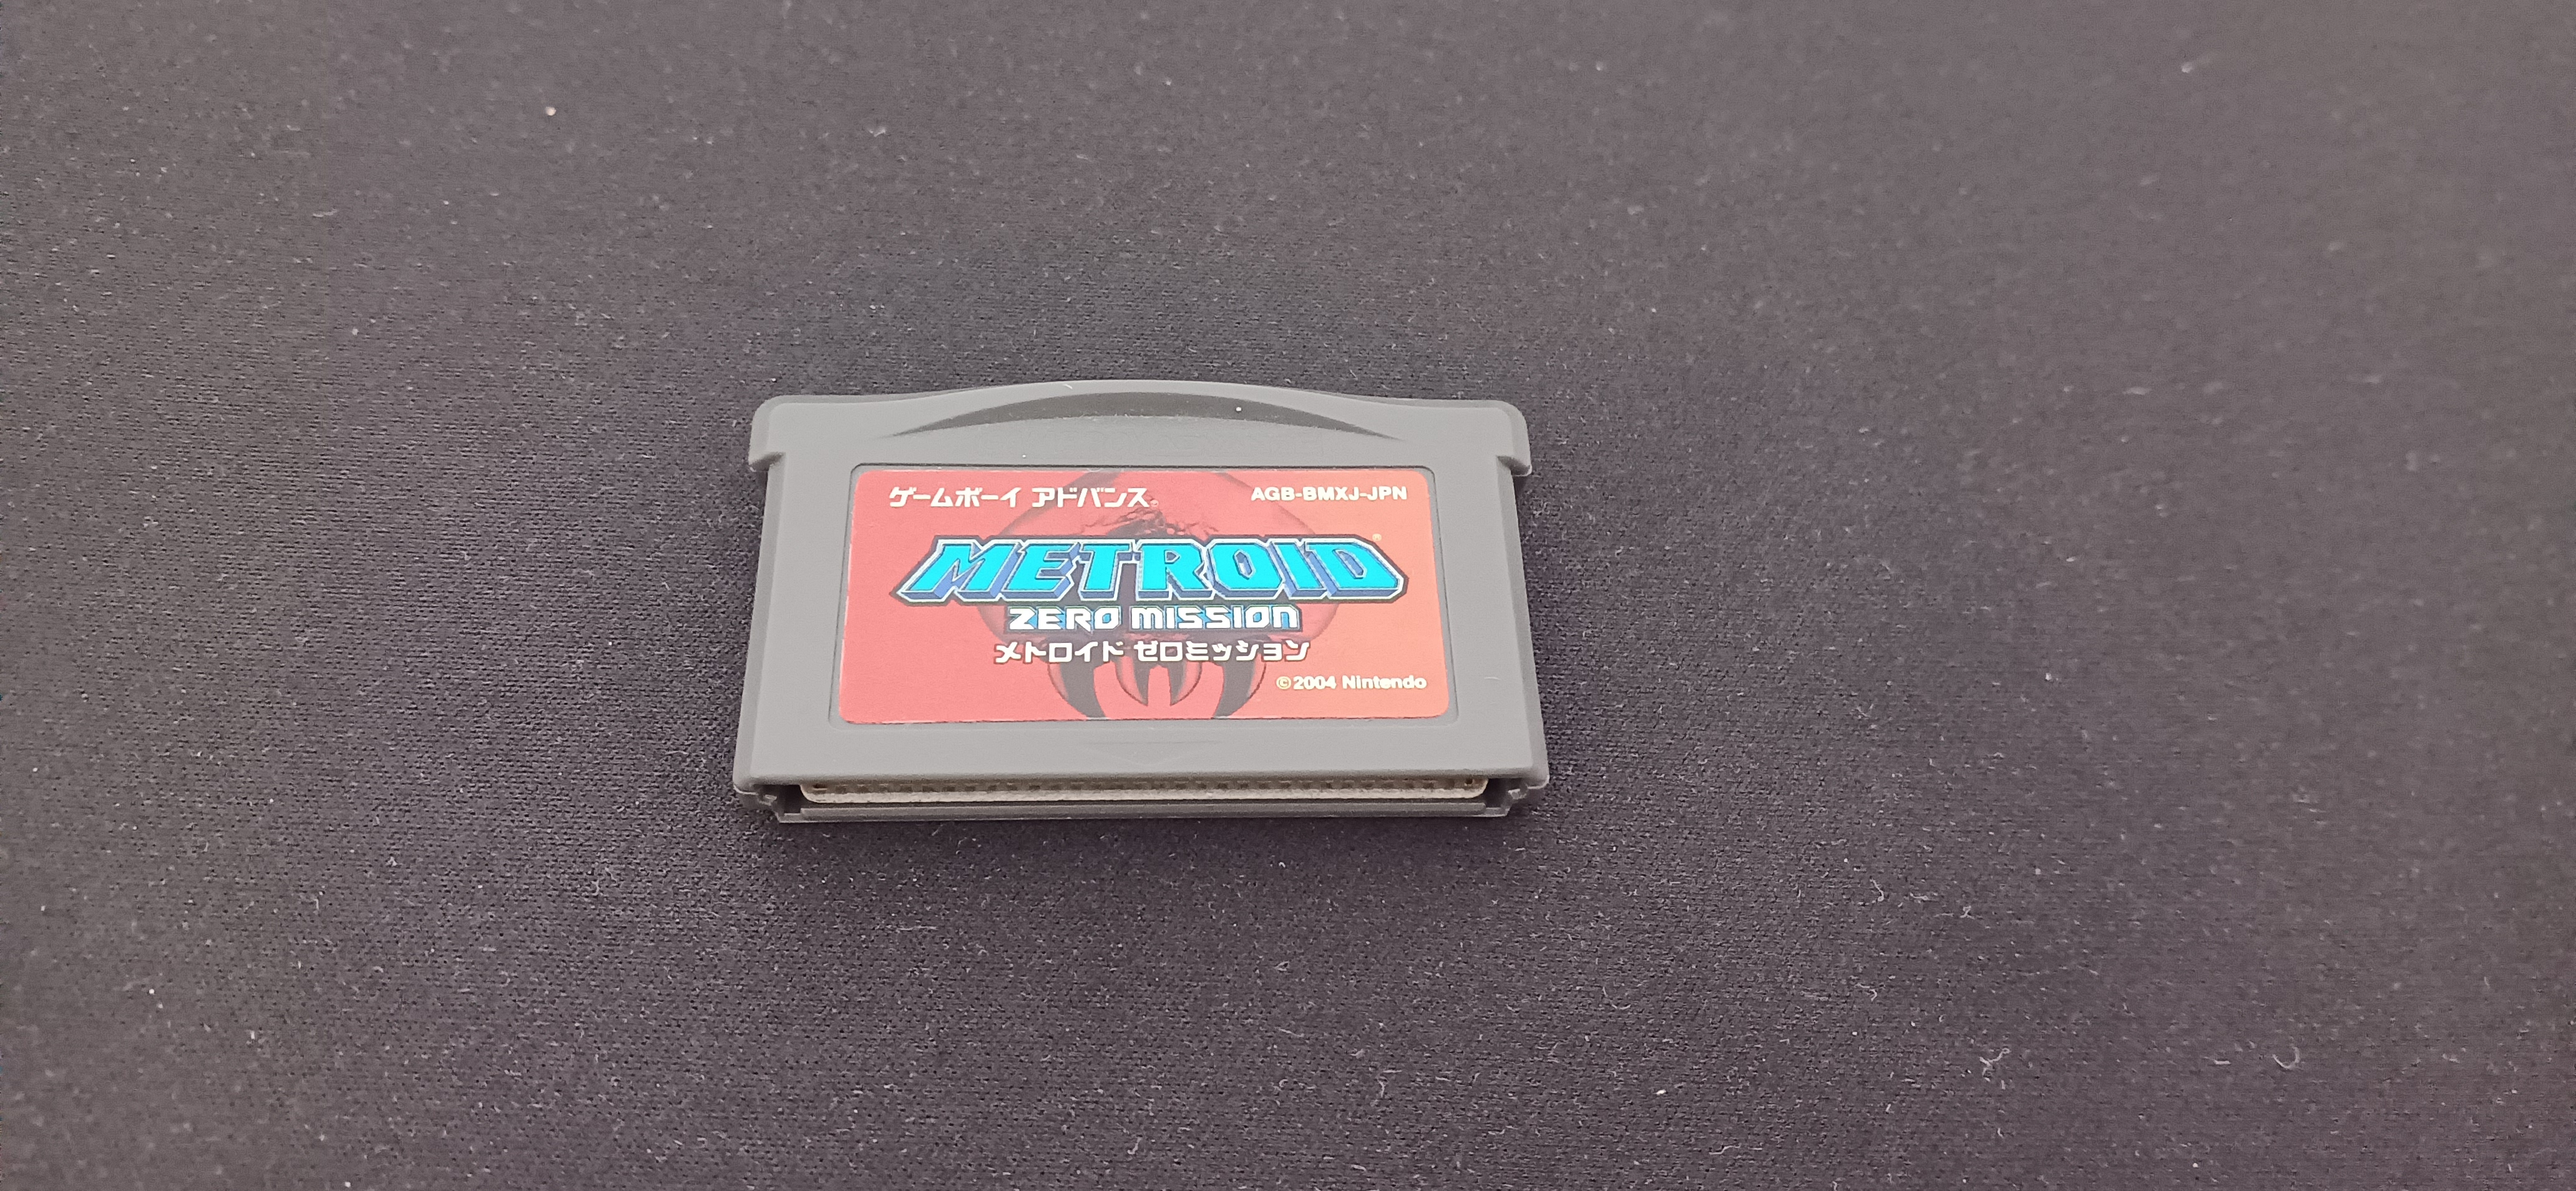 ゲームボーイ アドバンス
AGB-BMXJ-JPN
METROID®
ZERO MISSION
メトロイド ゼロミッション
©2004 Nintendo